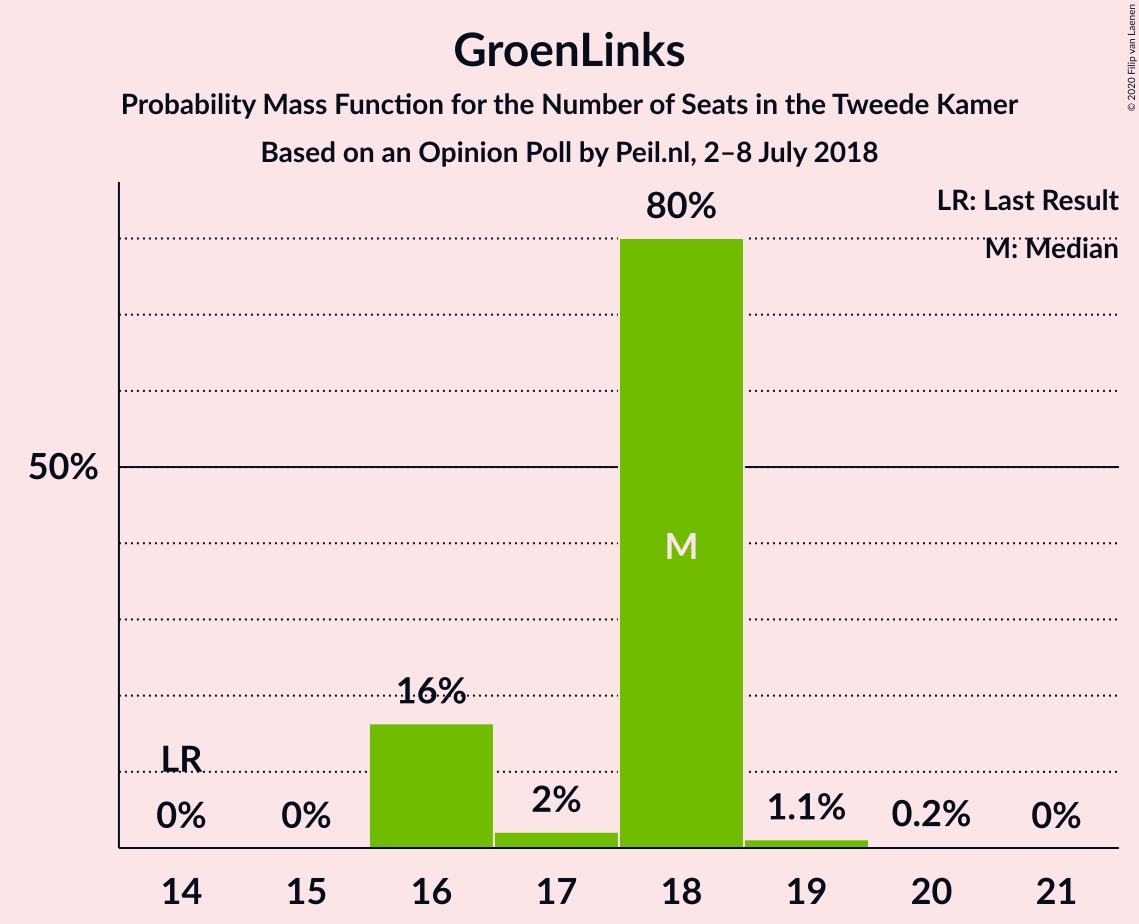 GroenLinks
Probability Mass Function for the Number of Seats in the Tweede Kamer
Based on an Opinion Poll by Peil.nl, 2–8 July 2018
© 2020 Filip van Laenen
LR: Last Result
M: Median
80%
50%
M
16%
LR
0%
0%
2%
1.1%
0.2%
0%
14
15
16
17
18
19
20
21